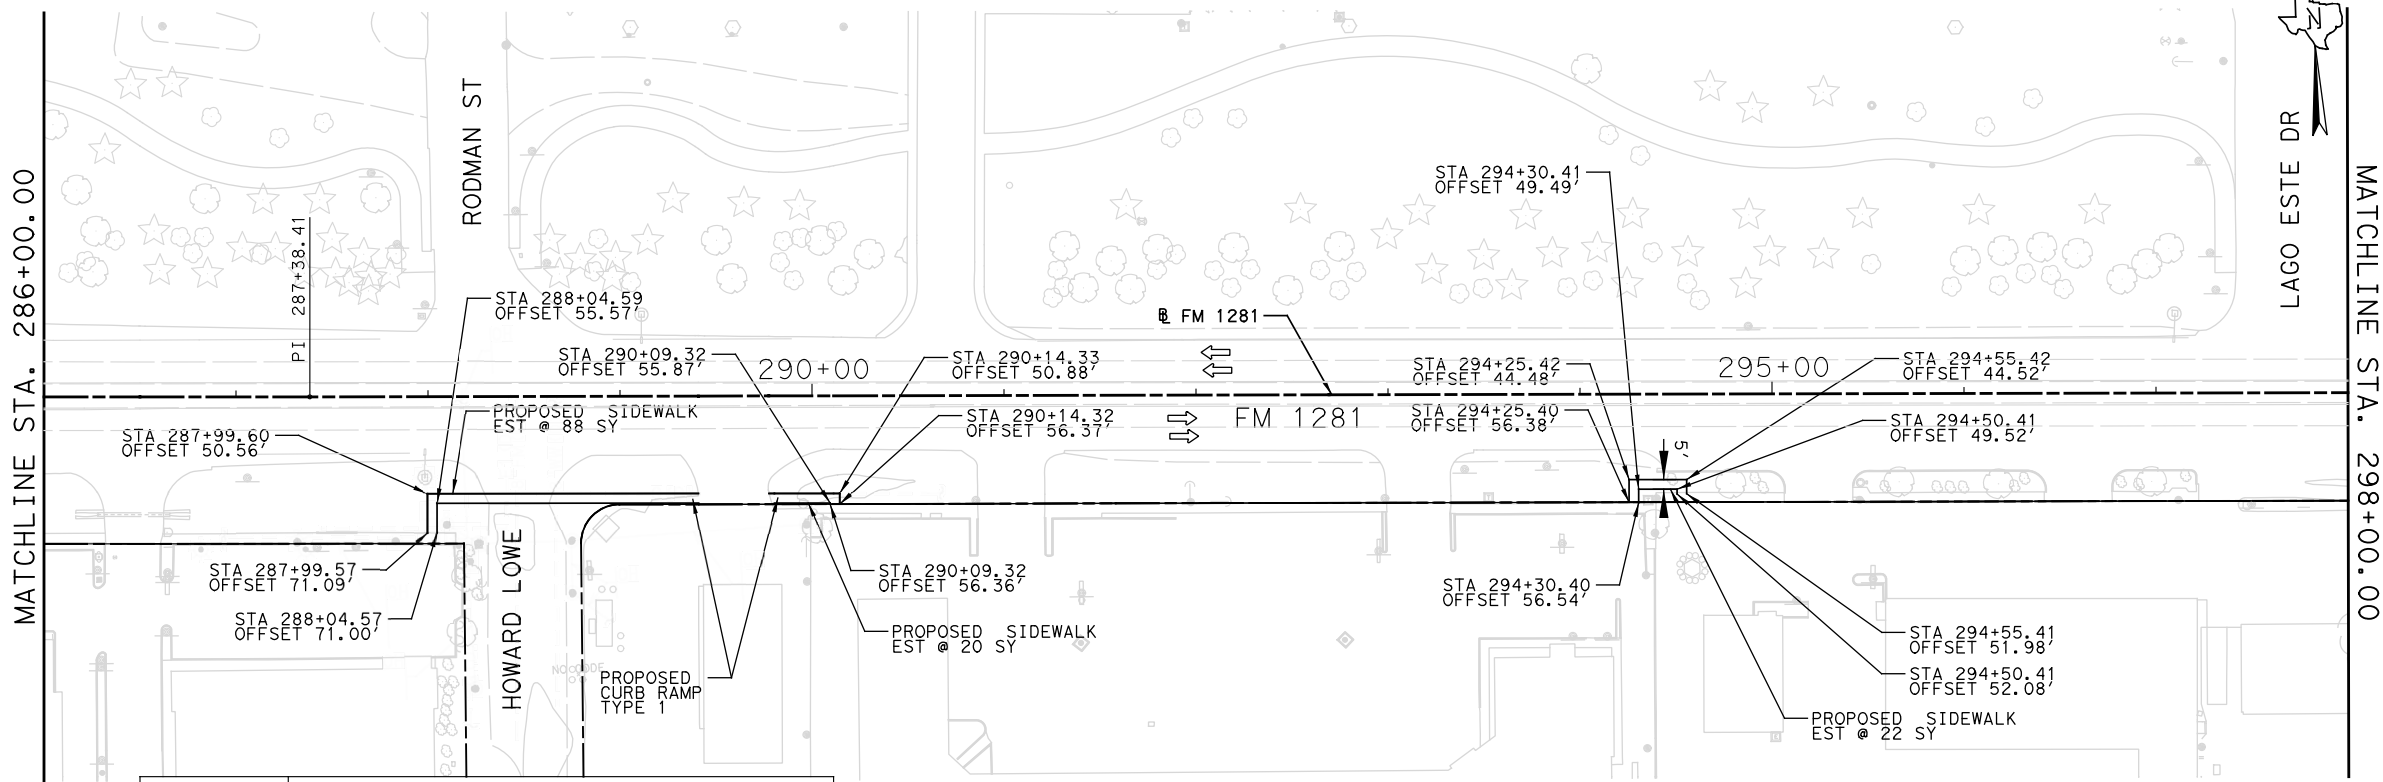 MATCHLINE STA. 286+00.00
PI 287+38.41
RODMAN ST
STA 288+04.59
OFFSET 55.57'
STA 290+09.32
OFFSET 55.87'
290+00
STA 290+14.33
OFFSET 50.88'
PROPOSED SIDEWALK
EST @ 88 SY
STA 290+14.32
OFFSET 56.37'
STA 287+99.60
OFFSET 50.56'
STA 287+99.57
OFFSET 71.09'
STA 288+04.57
OFFSET 71.00'
HOWARD LOWE
NO CODE
PROPOSED
CURB RAMP
TYPE 1
STA 290+09.32
OFFSET 56.36'
PROPOSED SIDEWALK
EST @ 20 SY
FM 1281
FM 1281
STA 294+30.41
OFFSET 49.49'
STA 294+25.42
OFFSET 44.48'
STA 294+25.40
OFFSET 56.38'
295+00
5'
STA 294+55.42
OFFSET 44.52'
STA 294+50.41
OFFSET 49.52'
STA 294+30.40
OFFSET 56.54'
STA 294+55.41
OFFSET 51.98'
STA 294+50.41
OFFSET 52.08'
PROPOSED SIDEWALK
EST @ 22 SY
N
LAGO ESTE DR
MATCHLINE STA. 298+00.00